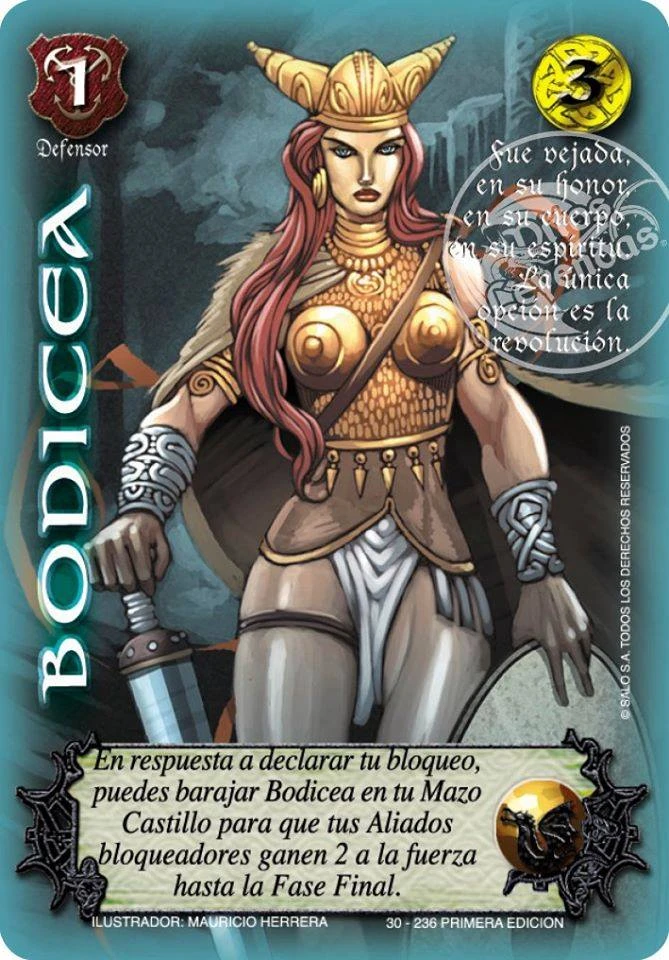 1
3
Defensor
Fue vejada,
en su honor,
en su cuerpo,
en su espíritu.
La única
opcion es la
revolución.
BODICEA
© SALO S.A. TODOS LOS DERECHOS RESERVADOS
En respuesta a declarar tu bloqueo,
puedes barajar Bodicea en tu Mazo
Castillo para que tus Aliados
bloqueadores ganen 2 a la fuerza
hasta la Fase Final.
ILUSTRADOR: MAURICIO HERRERA 30 - 236 PRIMERA EDICION